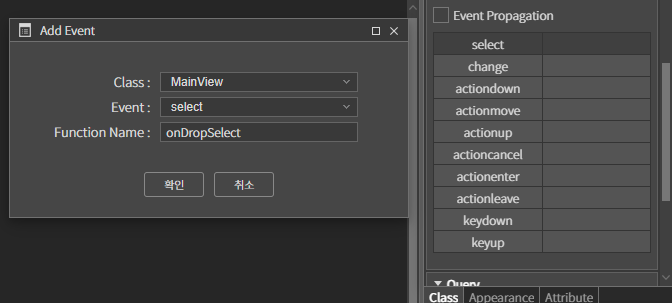 Add Event
Class :
MainView
Event :
select
Function Name :
onDropSelect
확인
취소
Event Propagation
select
change
actiondown
actionmove
actionup
actioncancel
actionenter
actionleave
keydown
keyup
Query
Class
Appearance
Attribute